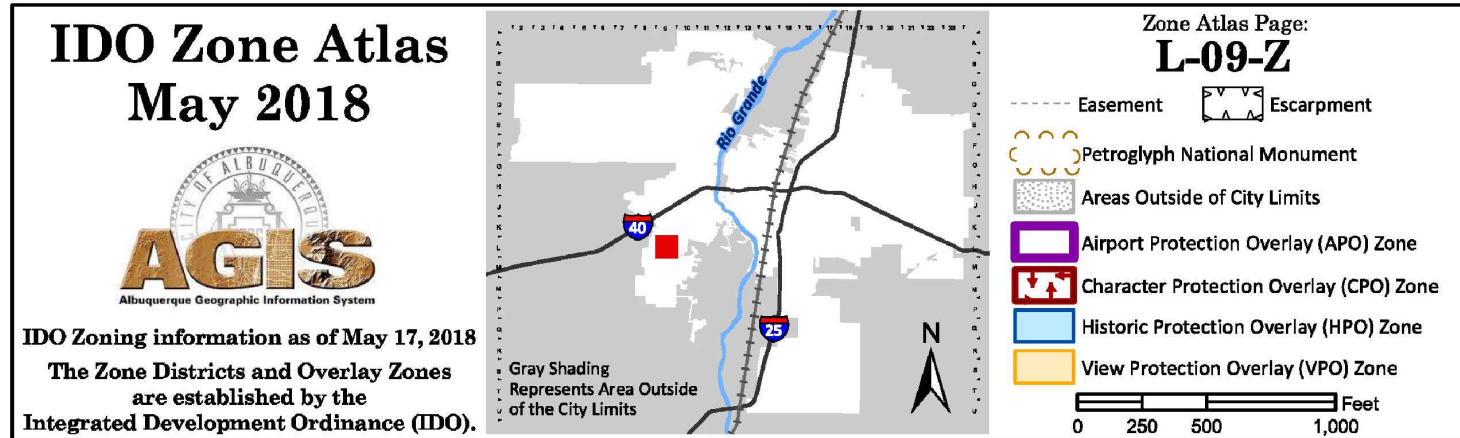 IDO Zone Atlas
May 2018
CITY OF ALBUQUERQUE
AGIS
Albuquerque Geographic Information System
IDO Zoning information as of May 17, 2018
The Zone Districts and Overlay Zones
are established by the
Integrated Development Ordinance (IDO).
Rio Grande
40
25
N
Gray Shading
Represents Area Outside
of the City Limits
Zone Atlas Page:
L-09-Z
Easement
Escarpment
Petroglyph National Monument
Areas Outside of City Limits
Airport Protection Overlay (APO) Zone
Character Protection Overlay (CPO) Zone
Historic Protection Overlay (HPO) Zone
View Protection Overlay (VPO) Zone
Feet
0 250 500 1,000